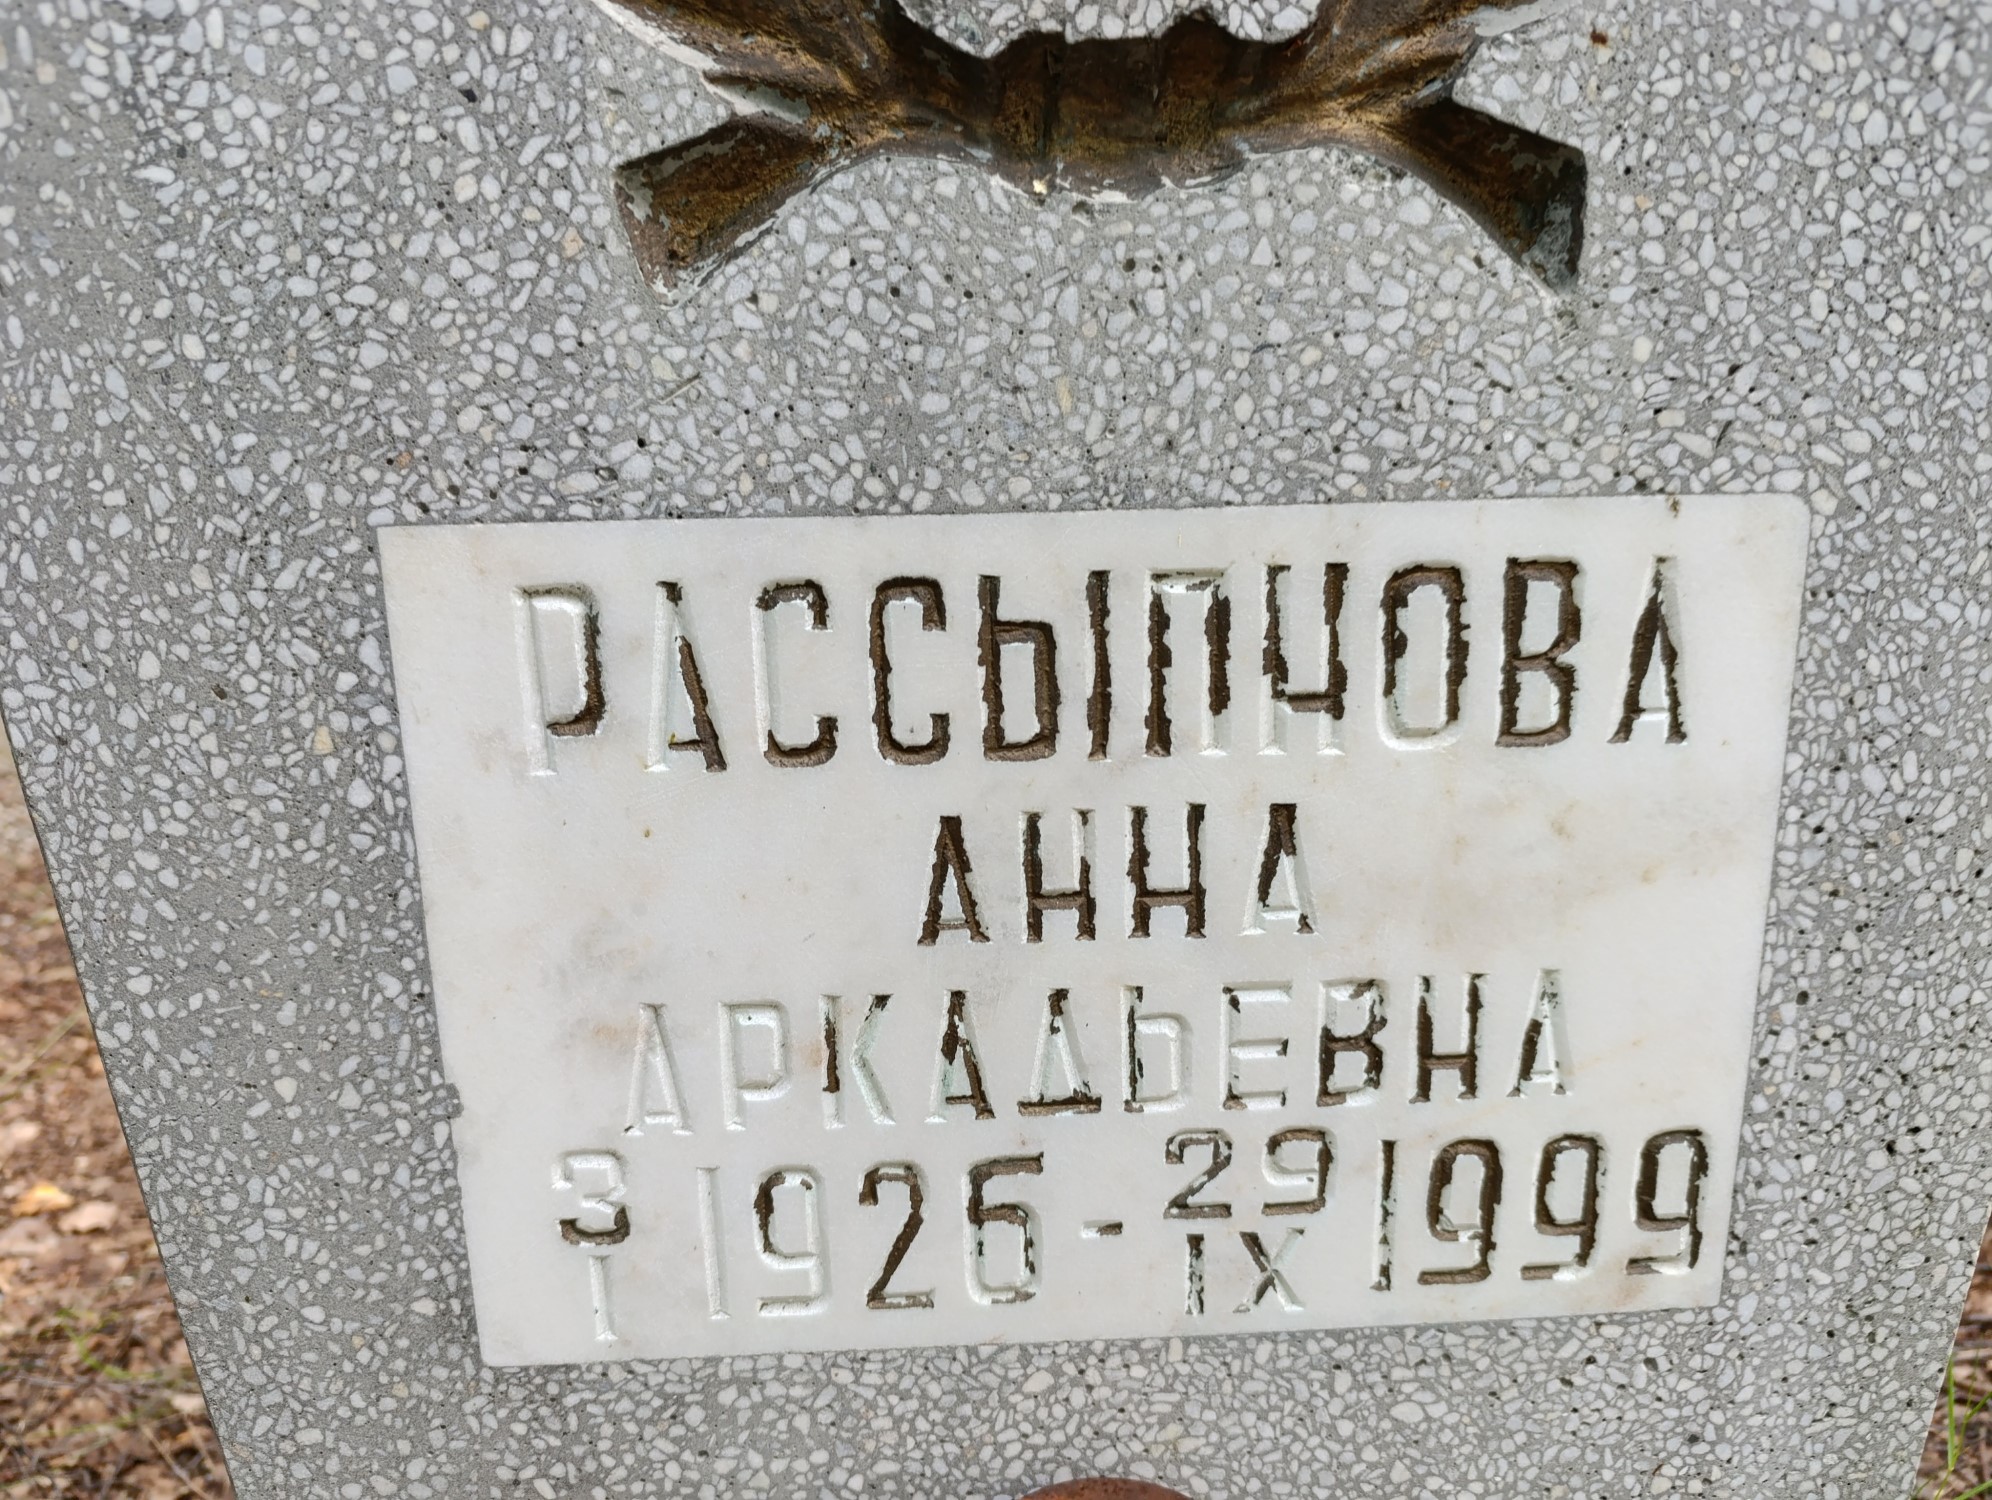 РАССЫПНОВА
АННА
АРКАДЬЕВНА
3/I 1926 - 29/IX 1999